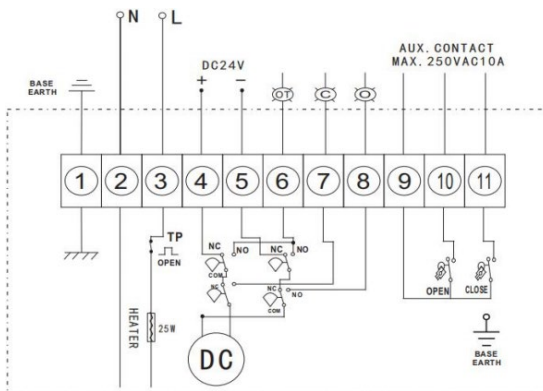 N L
BASE
EARTH
DC24V
+ −
OT C O
AUX. CONTACT
MAX. 250VAC10A
1 2 3 4 5 6 7 8 9 10 11
TP
OPEN
NC NO NO
COM
NC NC NO
COM
HEATER
25W
DC
OPEN CLOSE
BASE
EARTH